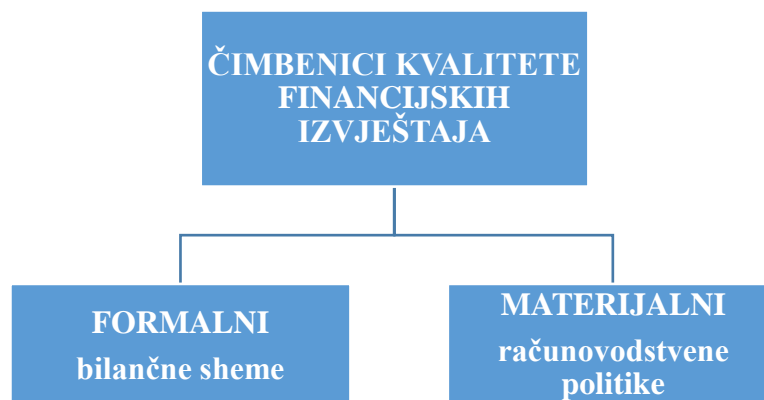 ČIMBENICI KVALITETE
FINANCIJSKIH
IZVJEŠTAJA
FORMALNI
bilančne sheme
MATERIJALNI
računovodstvene
politike